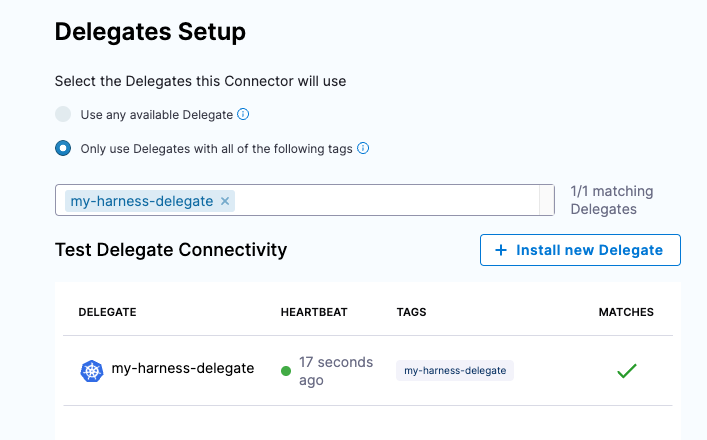 Delegates Setup
Select the Delegates this Connector will use
Use any available Delegate
Only use Delegates with all of the following tags
my-harness-delegate ×
1/1 matching
Delegates
Test Delegate Connectivity
+ Install new Delegate
DELEGATE HEARTBEAT TAGS MATCHES
my-harness-delegate 17 seconds ago my-harness-delegate